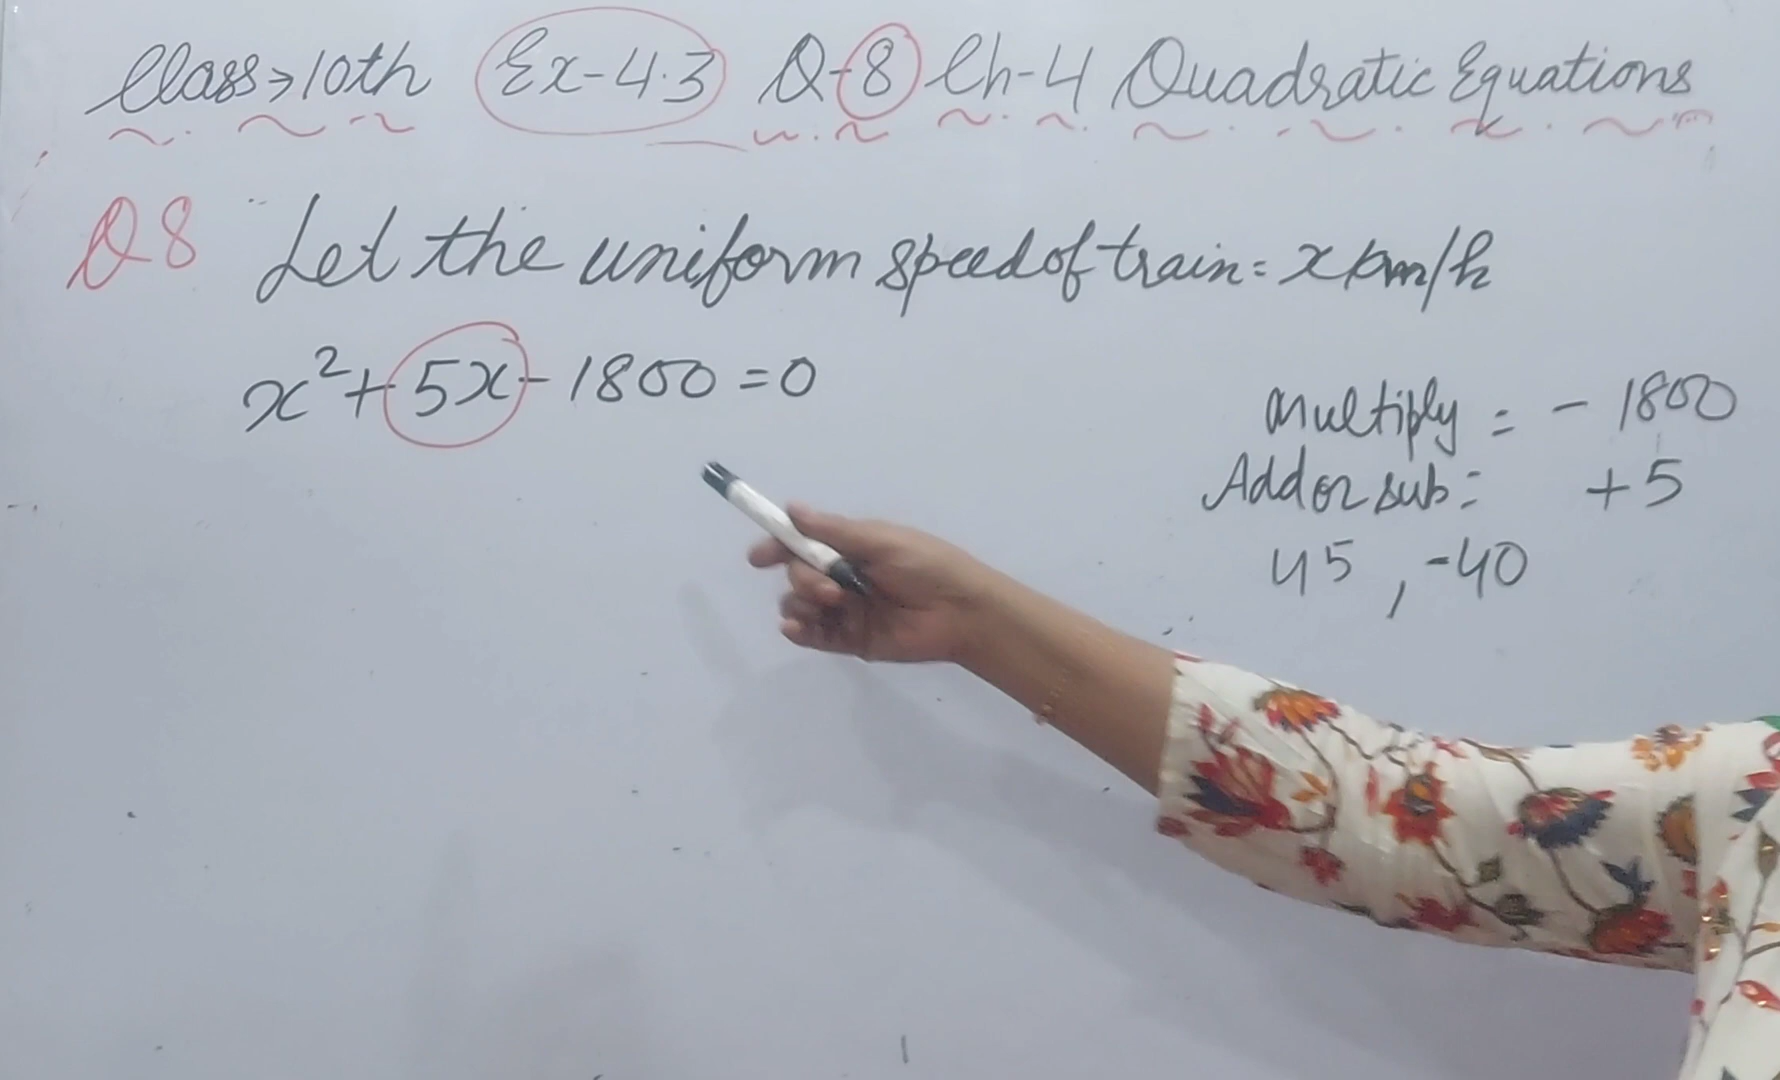 Class→10th Ex-4.3 Q-8 Ch-4 Quadratic Equations
Q8 Let the uniform speed of train = x km/h
x²+5x-1800=0
Multiply = -1800
Add or sub = +5
45, -40